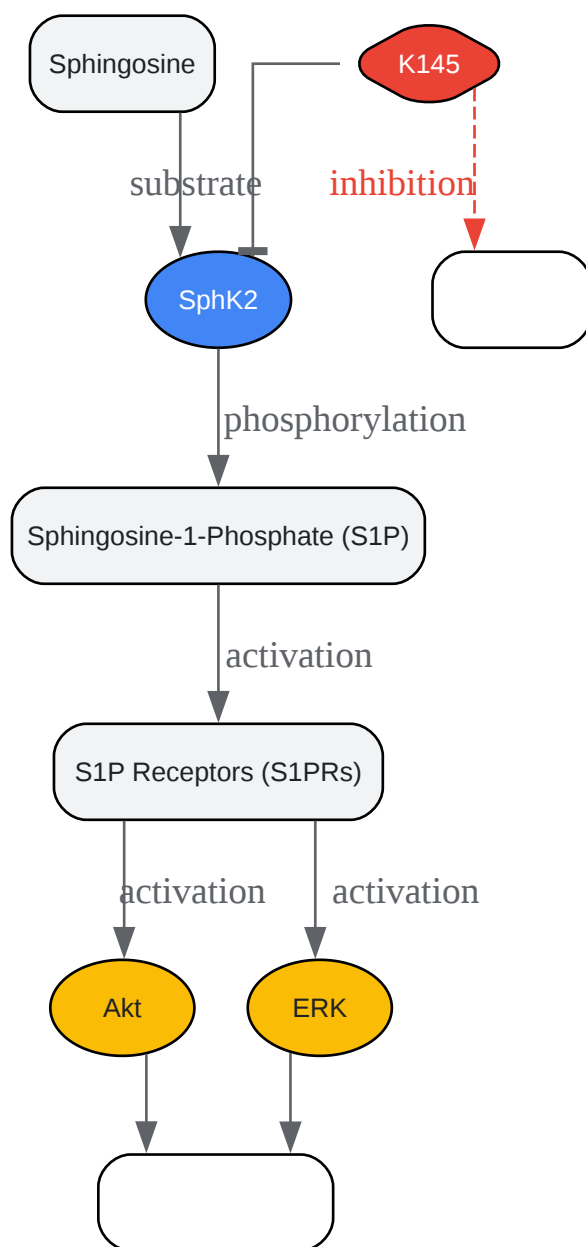 Sphingosine
K145
substrate
inhibition
SphK2
phosphorylation
Sphingosine-1-Phosphate (S1P)
activation
S1P Receptors (S1PRs)
activation
activation
Akt
ERK